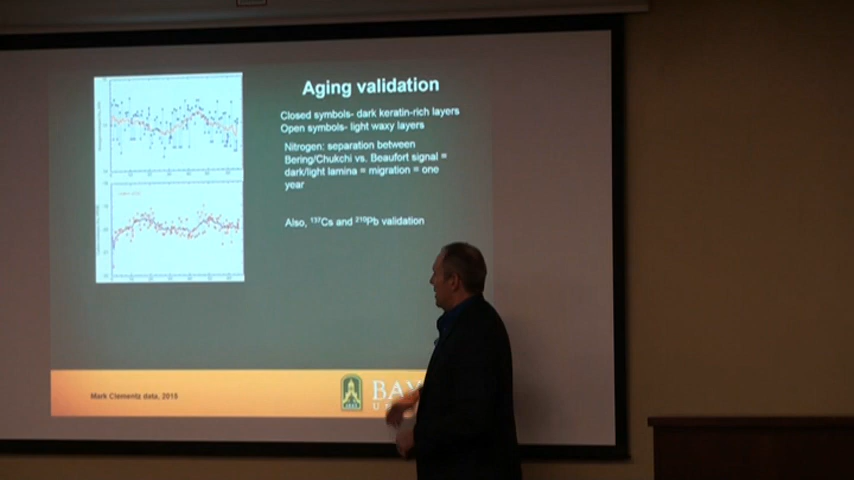 Aging validation
Closed symbols- dark keratin-rich layers
Open symbols- light waxy layers
Nitrogen: separation between
Bering/Chukchi vs. Beaufort signal =
dark/light lamina = migration = one
year
Also, ¹³⁷Cs and ²¹⁰Pb validation
Mark Clementz data, 2016
BAY
U